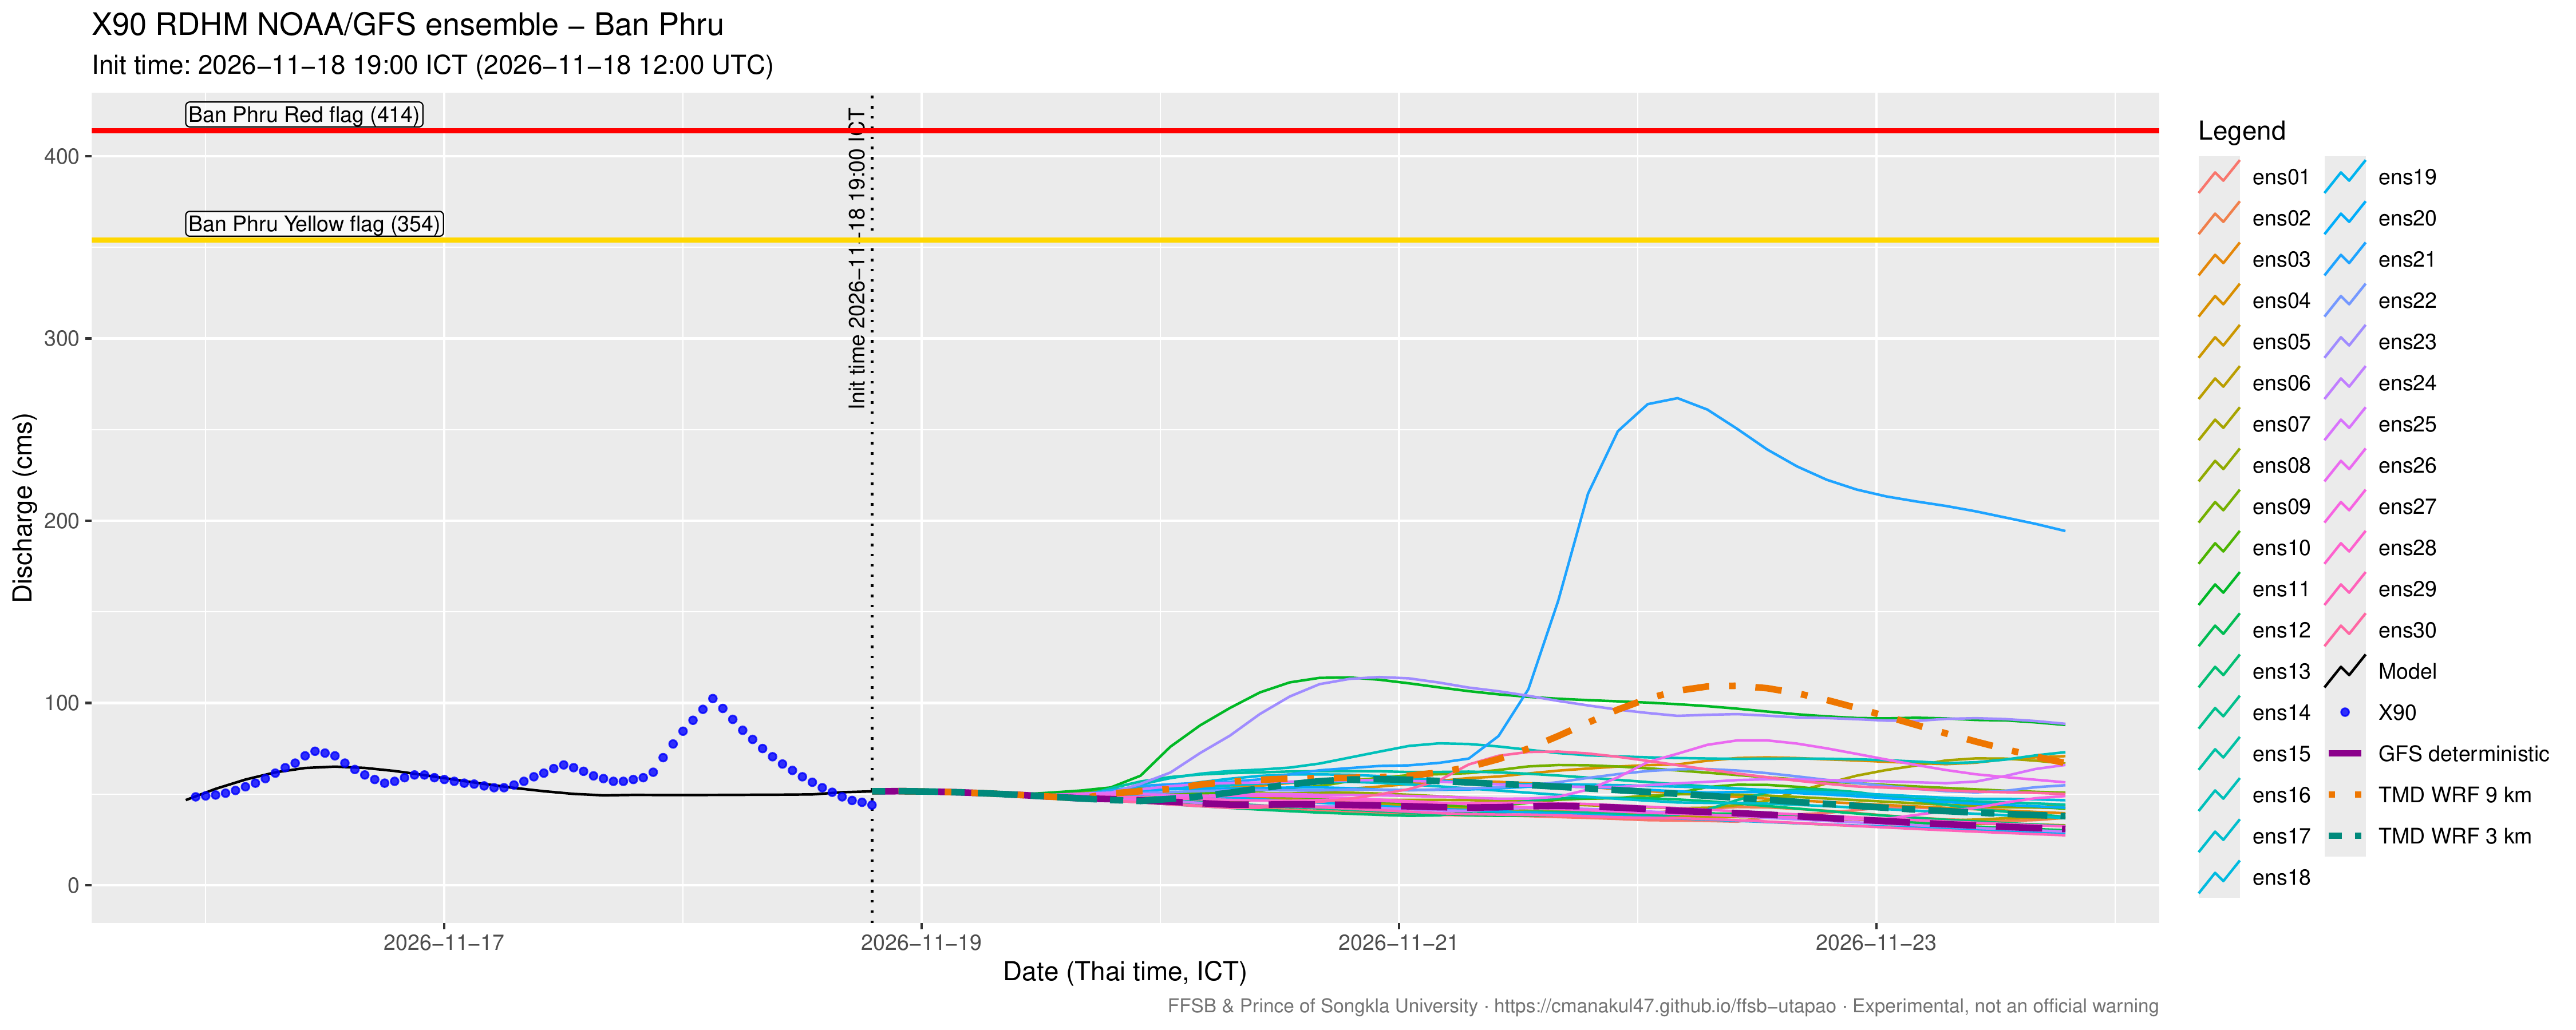 X90 RDHM NOAA/GFS ensemble – Ban Phru
Init time: 2026–11–18 19:00 ICT (2026–11–18 12:00 UTC)
Ban Phru Red flag (414)
Ban Phru Yellow flag (354)
Init time 2026–11–18 19:00 ICT
Discharge (cms)
400
300
200
100
0
2026–11–17
2026–11–19
2026–11–21
2026–11–23
Date (Thai time, ICT)
Legend
ens01
ens02
ens03
ens04
ens05
ens06
ens07
ens08
ens09
ens10
ens11
ens12
ens13
ens14
ens15
ens16
ens17
ens18
ens19
ens20
ens21
ens22
ens23
ens24
ens25
ens26
ens27
ens28
ens29
ens30
Model
X90
GFS deterministic
TMD WRF 9 km
TMD WRF 3 km
FFSB & Prince of Songkla University · https://cmanakul47.github.io/ffsb–utapao · Experimental, not an official warning